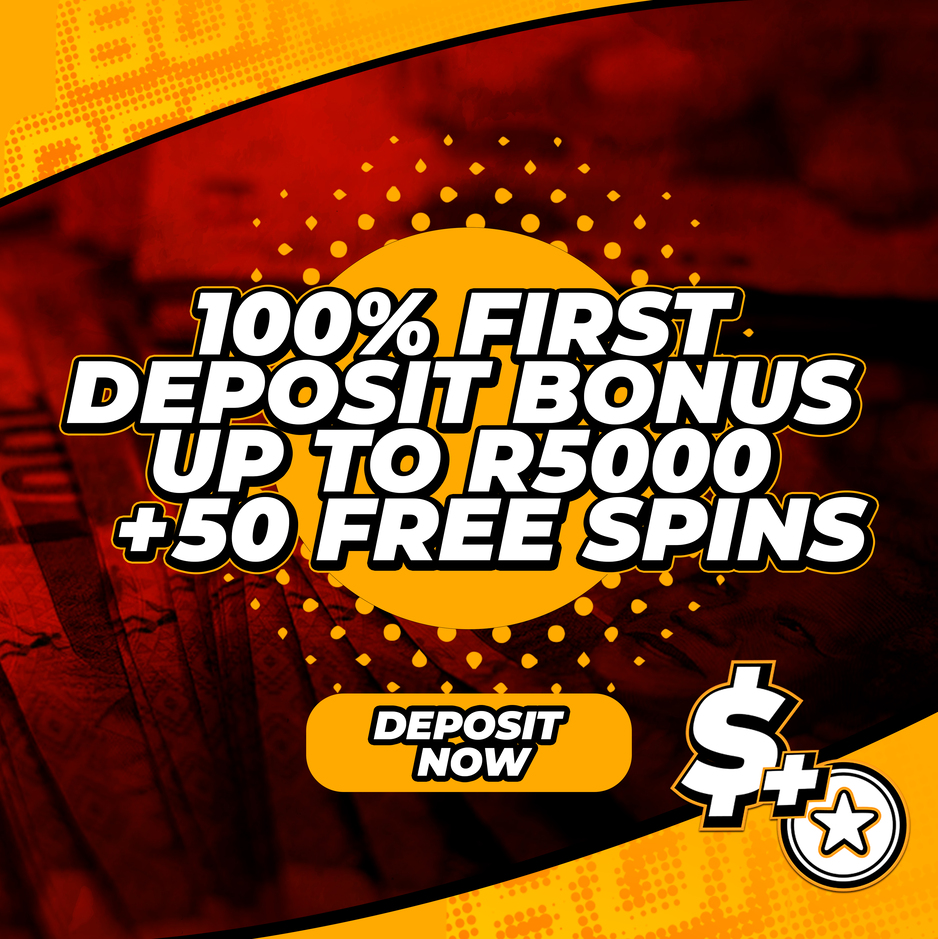 100% FIRST
DEPOSIT BONUS
UP TO R5000
+50 FREE SPINS
DEPOSIT
NOW
$+